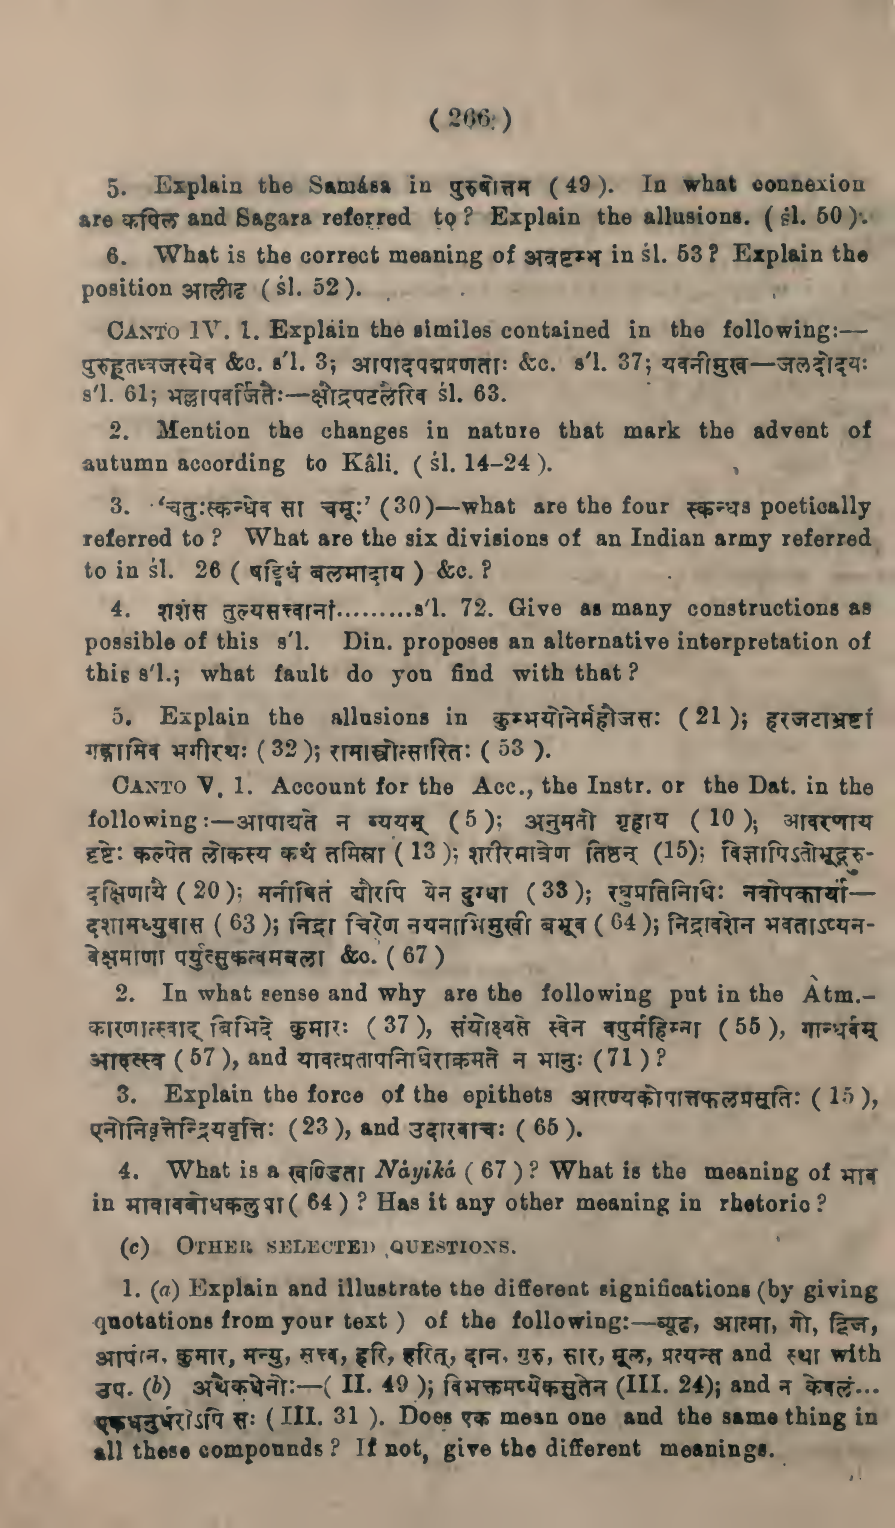 ( 266 )
5. Explain the Samása in पुरुषोत्तम ( 49 ). In what connexion
are कपिल and Sagara referred to ? Explain the allusions. ( śl. 50 ).
6. What is the correct meaning of अवष्टम्भ in śl. 53 ? Explain the
position आलीढ ( śl. 52 ).
CANTO IV. 1. Explain the similes contained in the following:—
पुरुहूतध्वजस्येव &c. s'l. 3; आपादपद्मप्रणताः &c. s'l. 37; यवनीमुख—जलदोदयः
s'l. 61; भल्लापवर्जितैः—क्षौद्रपटलैरिव śl. 63.
2. Mention the changes in nature that mark the advent of
autumn according to Kâli. ( śl. 14–24 ).
3. 'चतुःस्कन्धेव सा चमूः' ( 30 )—what are the four स्कन्धs poetically
referred to ? What are the six divisions of an Indian army referred
to in śl. 26 ( षड्विधं बलमादाय ) &c. ?
4. शशंस तुल्यसत्त्वानां.........s'l. 72. Give as many constructions as
possible of this s'l. Din. proposes an alternative interpretation of
this s'l.; what fault do you find with that ?
5. Explain the allusions in कुम्भयोनेर्महौजसः ( 21 ); हरजटाभ्रष्टां
गङ्गामिव भगीरथः ( 32 ); रामास्त्रोत्सारितः ( 53 ).
CANTO V. 1. Account for the Acc., the Instr. or the Dat. in the
following :—आपाद्यते न व्ययम् ( 5 ); अनुमतो गृहाय ( 10 ); आवरणाय
दृष्टेः कल्पेत लोकस्य कथं तमिस्रा ( 13 ); शरीरमात्रेण तिष्ठन् (15); विज्ञापितोऽभूद्गुरु-
दक्षिणायै ( 20 ); मनीषितं द्यौरपि येन दुग्धा ( 33 ); रघुप्रतिनिधिः नवोपकार्यां—
दशामध्युवास ( 63 ); निद्रा चिरेण नयनाभिमुखी बभूव ( 64 ); निद्रावशेन भवताऽप्यन-
वेक्षमाणा पर्युत्सुकत्वमबला &c. ( 67 )
2. In what sense and why are the following put in the Âtm.–
कारणात्स्वाद् बिभिदे कुमारः ( 37 ), संयोक्ष्यसे स्वेन वपुर्महिम्ना ( 55 ), गान्धर्वम्
आदत्स्व ( 57 ), and यावत्प्रतापनिधिराक्रमते न भानुः ( 71 ) ?
3. Explain the force of the epithets आरण्यकोपात्तफलप्रसूतिः ( 15 ),
एनोनिवृत्तेन्द्रियवृत्तिः ( 23 ), and उदारवाचः ( 65 ).
4. What is a खण्डिता Náyiká ( 67 ) ? What is the meaning of भाव
in भावावबोधकलुषा ( 64 ) ? Has it any other meaning in rhetoric ?
(c) OTHER SELECTED QUESTIONS.
1. (a) Explain and illustrate the different significations (by giving
quotations from your text ) of the following:—व्यूढ, आत्मा, गो, द्विज,
आपीन, कुमार, मन्यु, सत्त्व, हरि, हरित्, दान, गुरु, सार, मूल, प्रत्यन्त and स्था with
उप. (b) अथैकधेनोः—( II. 49 ); विभक्तमप्येकसुतेन (III. 24); and न केवलं...
एकधनुर्धरोऽपि सः ( III. 31 ). Does एक mean one and the same thing in
all these compounds ? If not, give the different meanings.